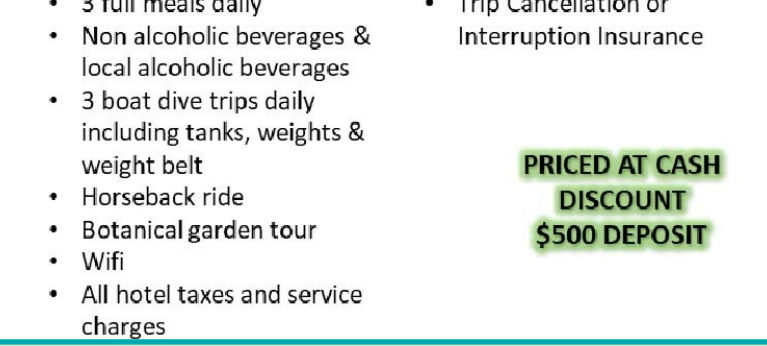 • 3 full meals daily
• Non alcoholic beverages &
local alcoholic beverages
• 3 boat dive trips daily
including tanks, weights &
weight belt
• Horseback ride
• Botanical garden tour
• Wifi
• All hotel taxes and service
charges
• Trip Cancellation or
Interruption Insurance
PRICED AT CASH
DISCOUNT
$500 DEPOSIT